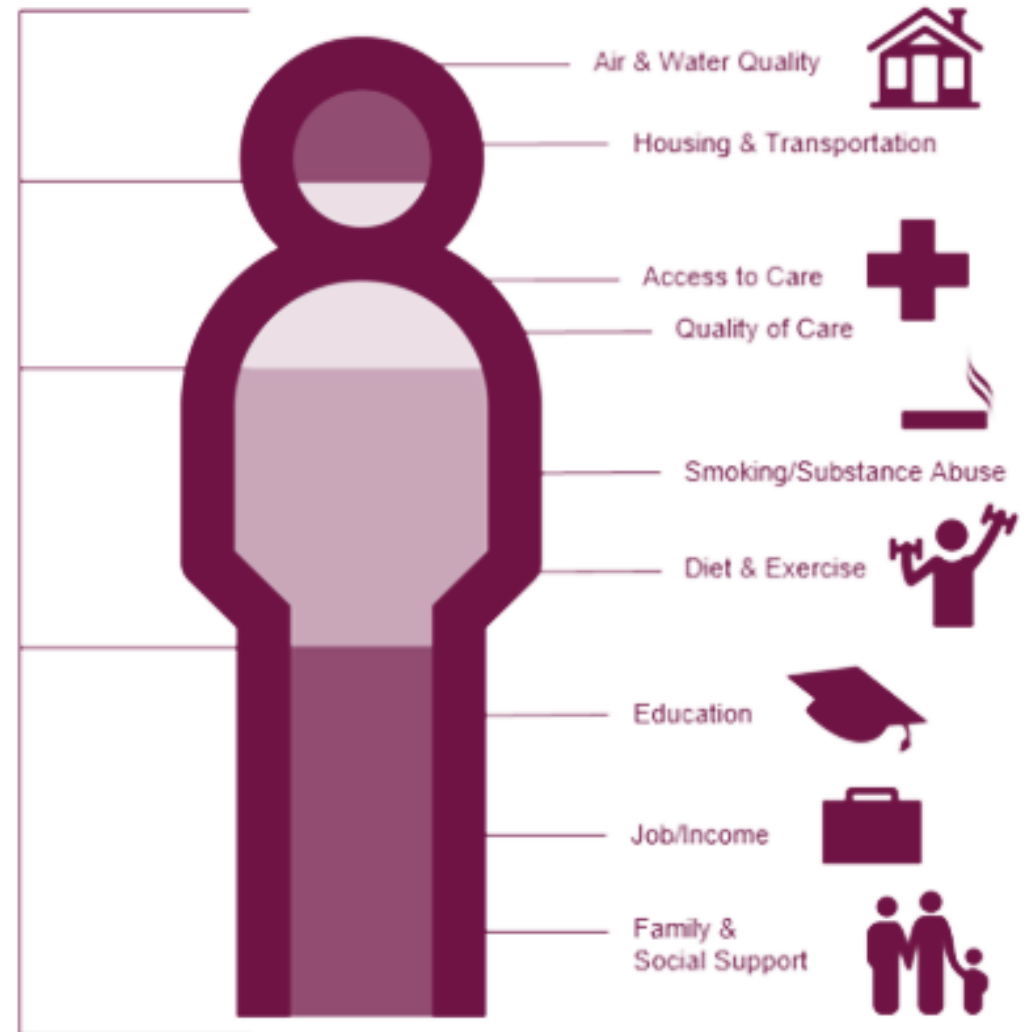 Air & Water Quality
Housing & Transportation
Access to Care
Quality of Care
Smoking/Substance Abuse
Diet & Exercise
Education
Job/Income
Family &
Social Support